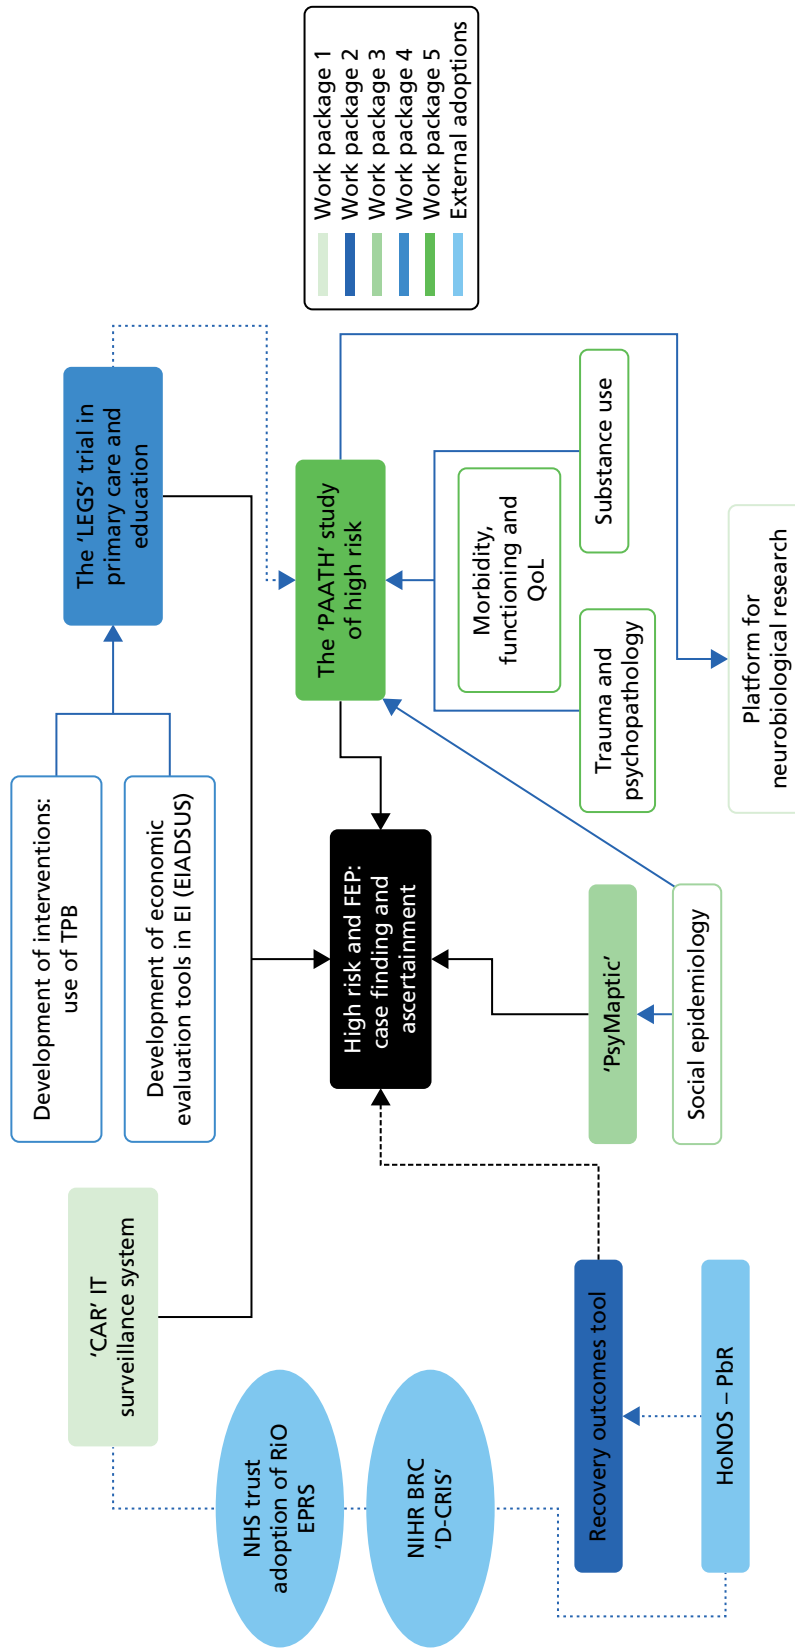 'CAR' IT
surveillance system
Development of interventions:
use of TPB
Development of economic
evaluation tools in EI (EIADSUS)
The 'LEGS' trial in
primary care and
education
NHS trust
adoption of RiO
EPRS
NIHR BRC
'D-CRIS'
High risk and FEP:
case finding and
ascertainment
The 'PAATH' study
of high risk
Morbidity,
functioning and
QoL
Trauma and
psychopathology
Substance use
Recovery outcomes tool
HoNOS – PbR
'PsyMaptic'
Social epidemiology
Platform for
neurobiological research
Work package 1
Work package 2
Work package 3
Work package 4
Work package 5
External adoptions